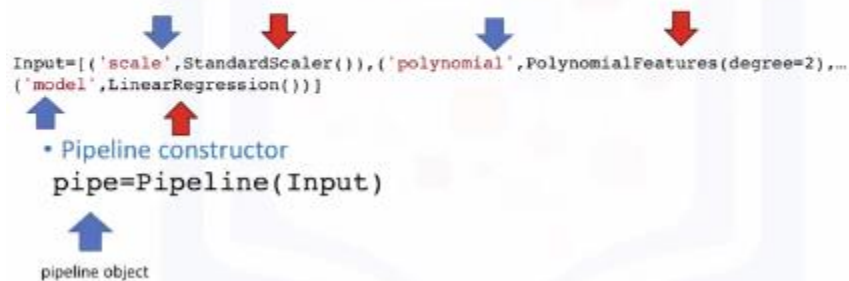 Input=[('scale',StandardScaler()),('polynomial',PolynomialFeatures(degree=2),…
('model',LinearRegression())]
• Pipeline constructor
pipe=Pipeline(Input)
pipeline object